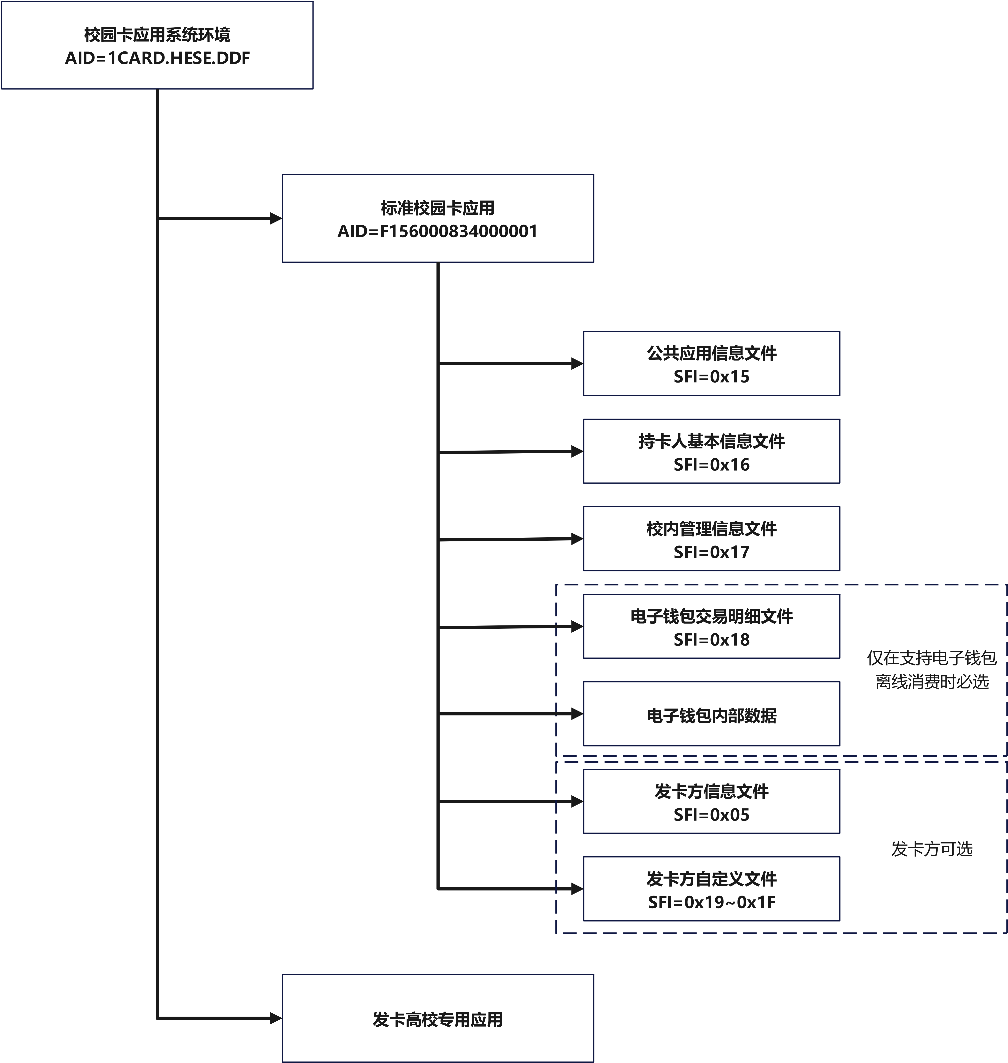 校园卡应用系统环境
AID=1CARD.HESE.DDF
标准校园卡应用
AID=F156000834000001
公共应用信息文件
SFI=0x15
持卡人基本信息文件
SFI=0x16
校内管理信息文件
SFI=0x17
电子钱包交易明细文件
SFI=0x18
仅在支持电子钱包
离线消费时必选
电子钱包内部数据
发卡方信息文件
SFI=0x05
发卡方可选
发卡方自定义文件
SFI=0x19~0x1F
发卡高校专用应用